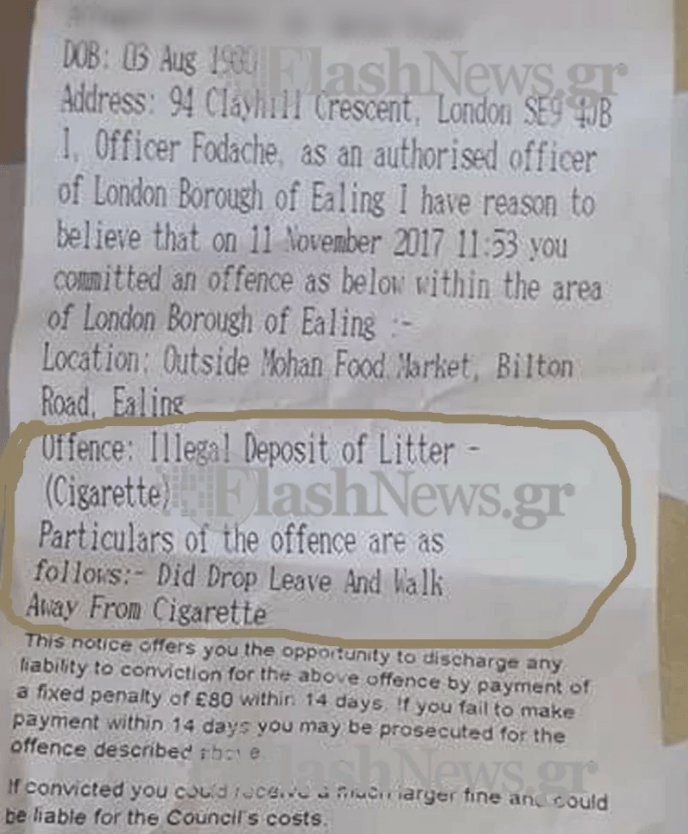 DOB: 03 Aug
FlashNews.gr
Address: 94 Clayhill Crescent, London SE9 4JB
I, Officer Fodache, as an authorised officer
of London Borough of Ealing I have reason to
believe that on 11 November 2017 11:53 you
committed an offence as below within the area
of London Borough of Ealing :-
Location: Outside Mohan Food Market, Bilton
Road, Ealing
Offence: Illegal Deposit of Litter -
(Cigarette)
FlashNews.gr
Particulars of the offence are as
follows:- Did Drop Leave And Walk
Away From Cigarette
This notice offers you the opportunity to discharge any
liability to conviction for the above offence by payment of
a fixed penalty of £80 within 14 days. If you fail to make
payment within 14 days you may be prosecuted for the
offence described above
FlashNews.gr
If convicted you could receive a much larger fine and could
be liable for the Council's costs.